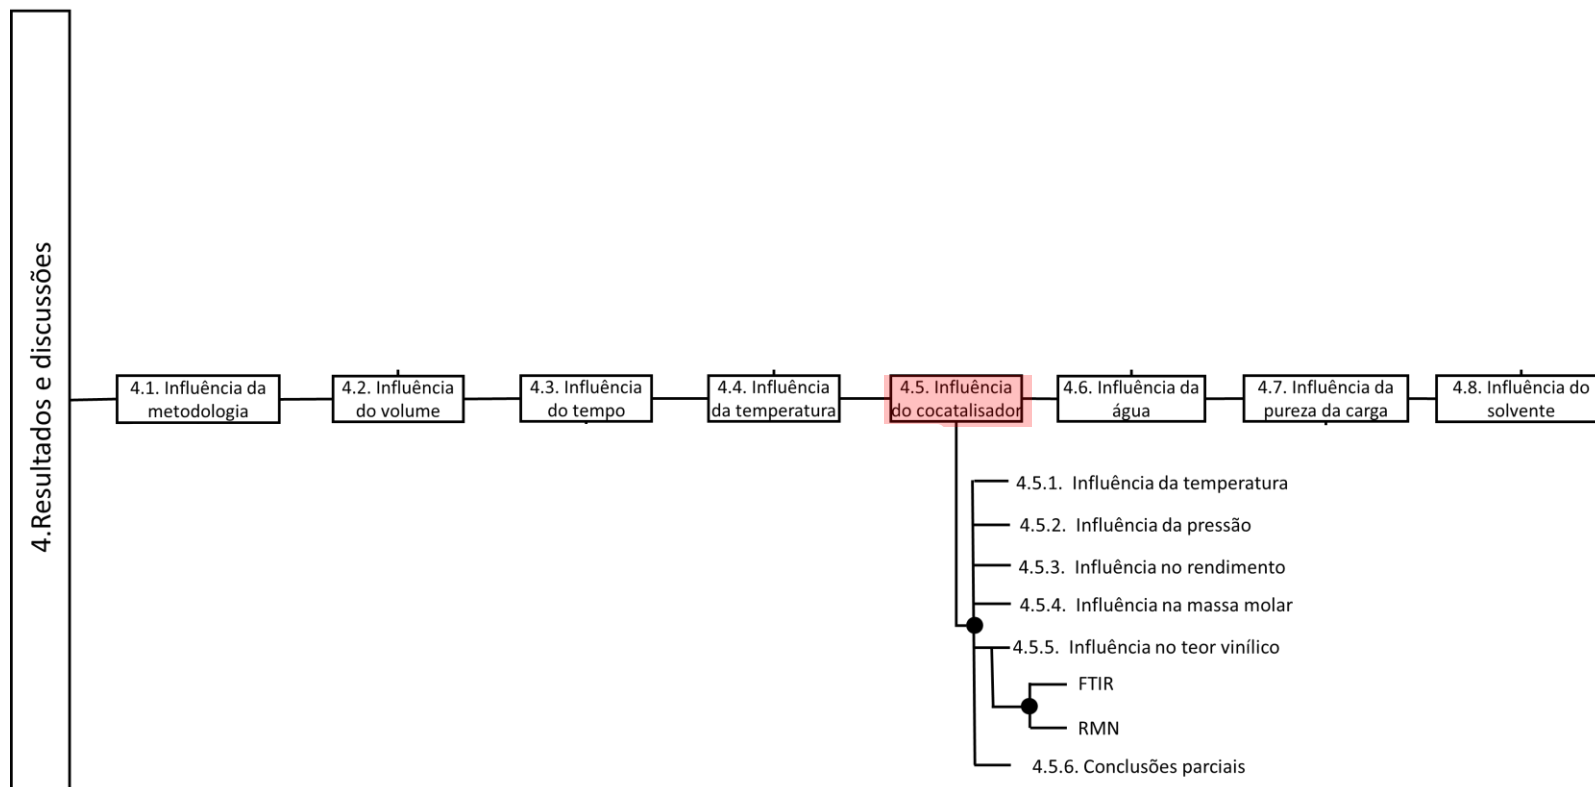 4.Resultados e discussões
4.1. Influência da
metodologia
4.2. Influência
do volume
4.3. Influência
do tempo
4.4. Influência
da temperatura
4.5. Influência
do cocatalisador
4.6. Influência da
água
4.7. Influência da
pureza da carga
4.8. Influência do
solvente
4.5.1. Influência da temperatura
4.5.2. Influência da pressão
4.5.3. Influência no rendimento
4.5.4. Influência na massa molar
4.5.5. Influência no teor vinílico
FTIR
RMN
4.5.6. Conclusões parciais